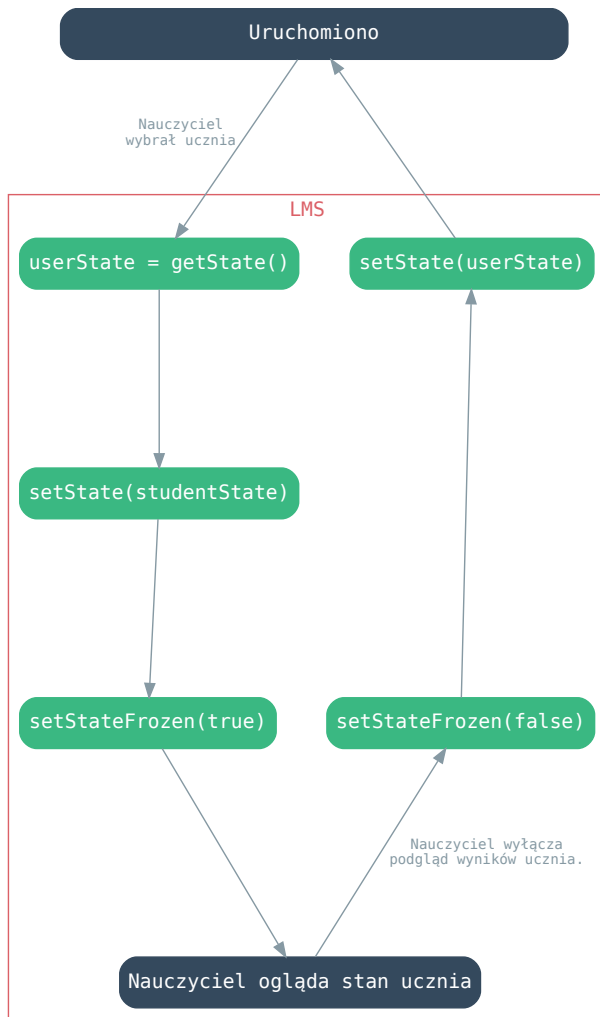 Uruchomiono
Nauczyciel
wybrał ucznia
LMS
userState = getState()
setState(userState)
setState(studentState)
setStateFrozen(true)
setStateFrozen(false)
Nauczyciel wyłącza
podgląd wyników ucznia.
Nauczyciel ogląda stan ucznia